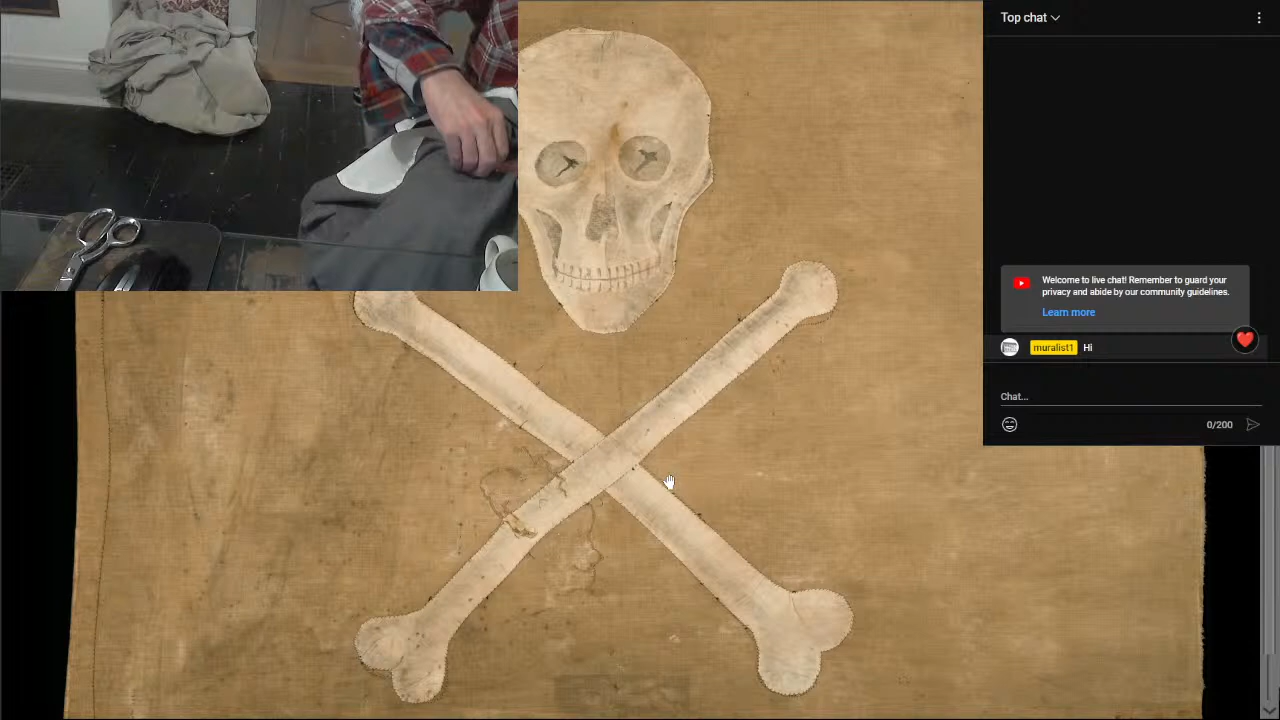 Top chat
Welcome to live chat! Remember to guard your
privacy and abide by our community guidelines.
Learn more
muralist1 Hi
Chat...
0/200